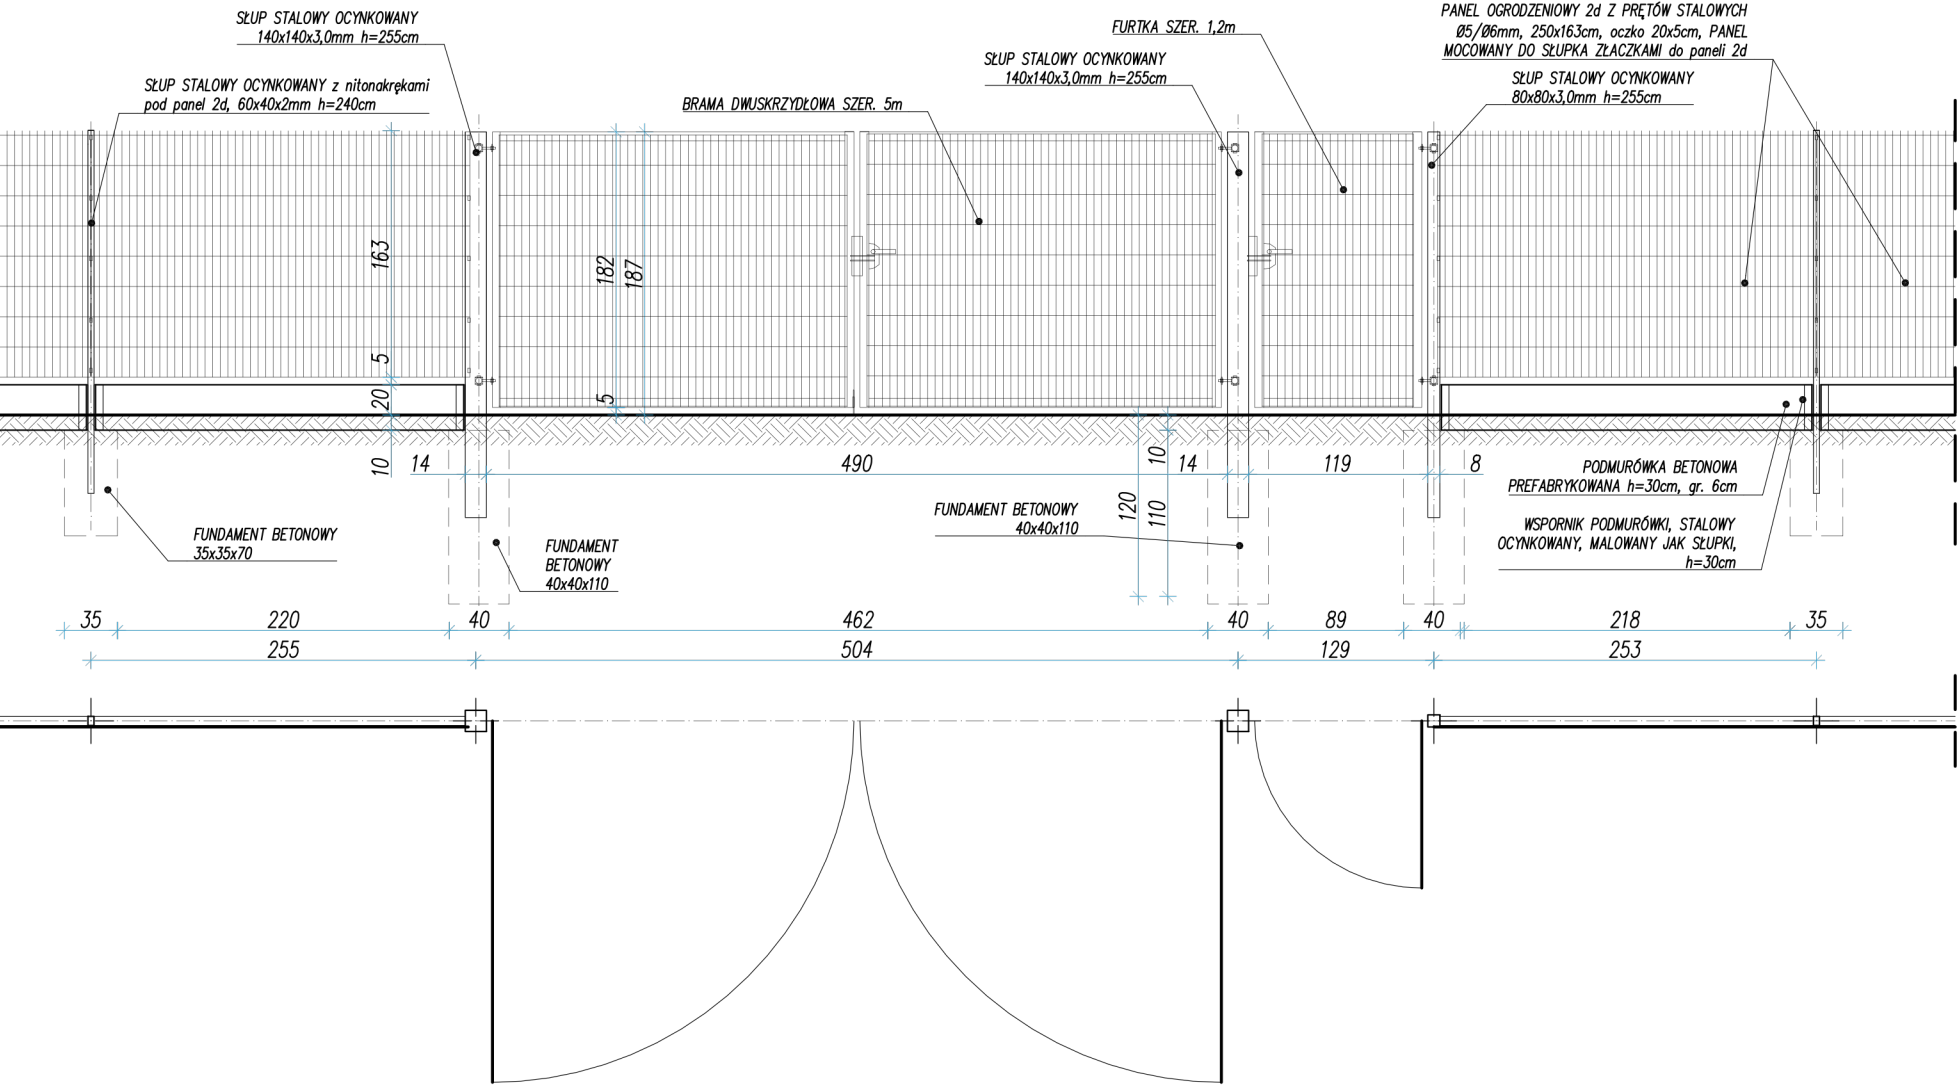 SŁUP STALOWY OCYNKOWANY
140x140x3,0mm h=255cm
SŁUP STALOWY OCYNKOWANY z nitonakrękami
pod panel 2d, 60x40x2mm h=240cm
BRAMA DWUSKRZYDŁOWA SZER. 5m
FURTKA SZER. 1,2m
SŁUP STALOWY OCYNKOWANY
140x140x3,0mm h=255cm
PANEL OGRODZENIOWY 2d Z PRĘTÓW STALOWYCH
Ø5/Ø6mm, 250x163cm, oczko 20x5cm, PANEL
MOCOWANY DO SŁUPKA ZŁACZKAMI do paneli 2d
SŁUP STALOWY OCYNKOWANY
80x80x3,0mm h=255cm
163
5
20
10
182
187
5
14
490
14
119
8
10
120
110
FUNDAMENT BETONOWY
35x35x70
FUNDAMENT
BETONOWY
40x40x110
FUNDAMENT BETONOWY
40x40x110
PODMURÓWKA BETONOWA
PREFABRYKOWANA h=30cm, gr. 6cm
WSPORNIK PODMURÓWKI, STALOWY
OCYNKOWANY, MALOWANY JAK SŁUPKI,
h=30cm
35 220 40 462 40 89 40 218 35
255 504 129 253